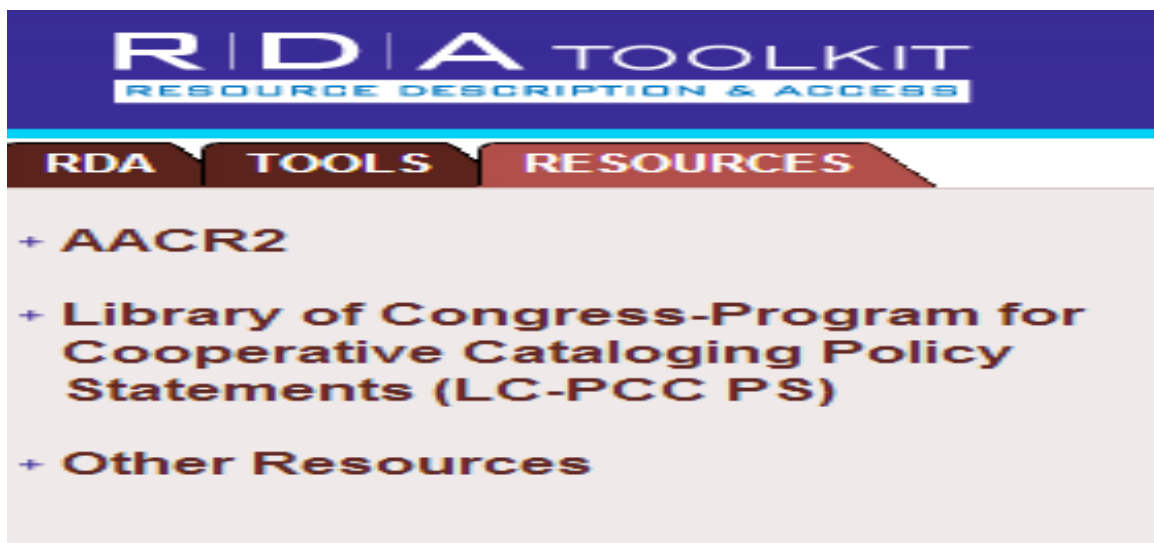 R|D|A TOOLKIT
RESOURCE DESCRIPTION & ACCESS
RDA TOOLS RESOURCES
+ AACR2
+ Library of Congress-Program for
Cooperative Cataloging Policy
Statements (LC-PCC PS)
+ Other Resources